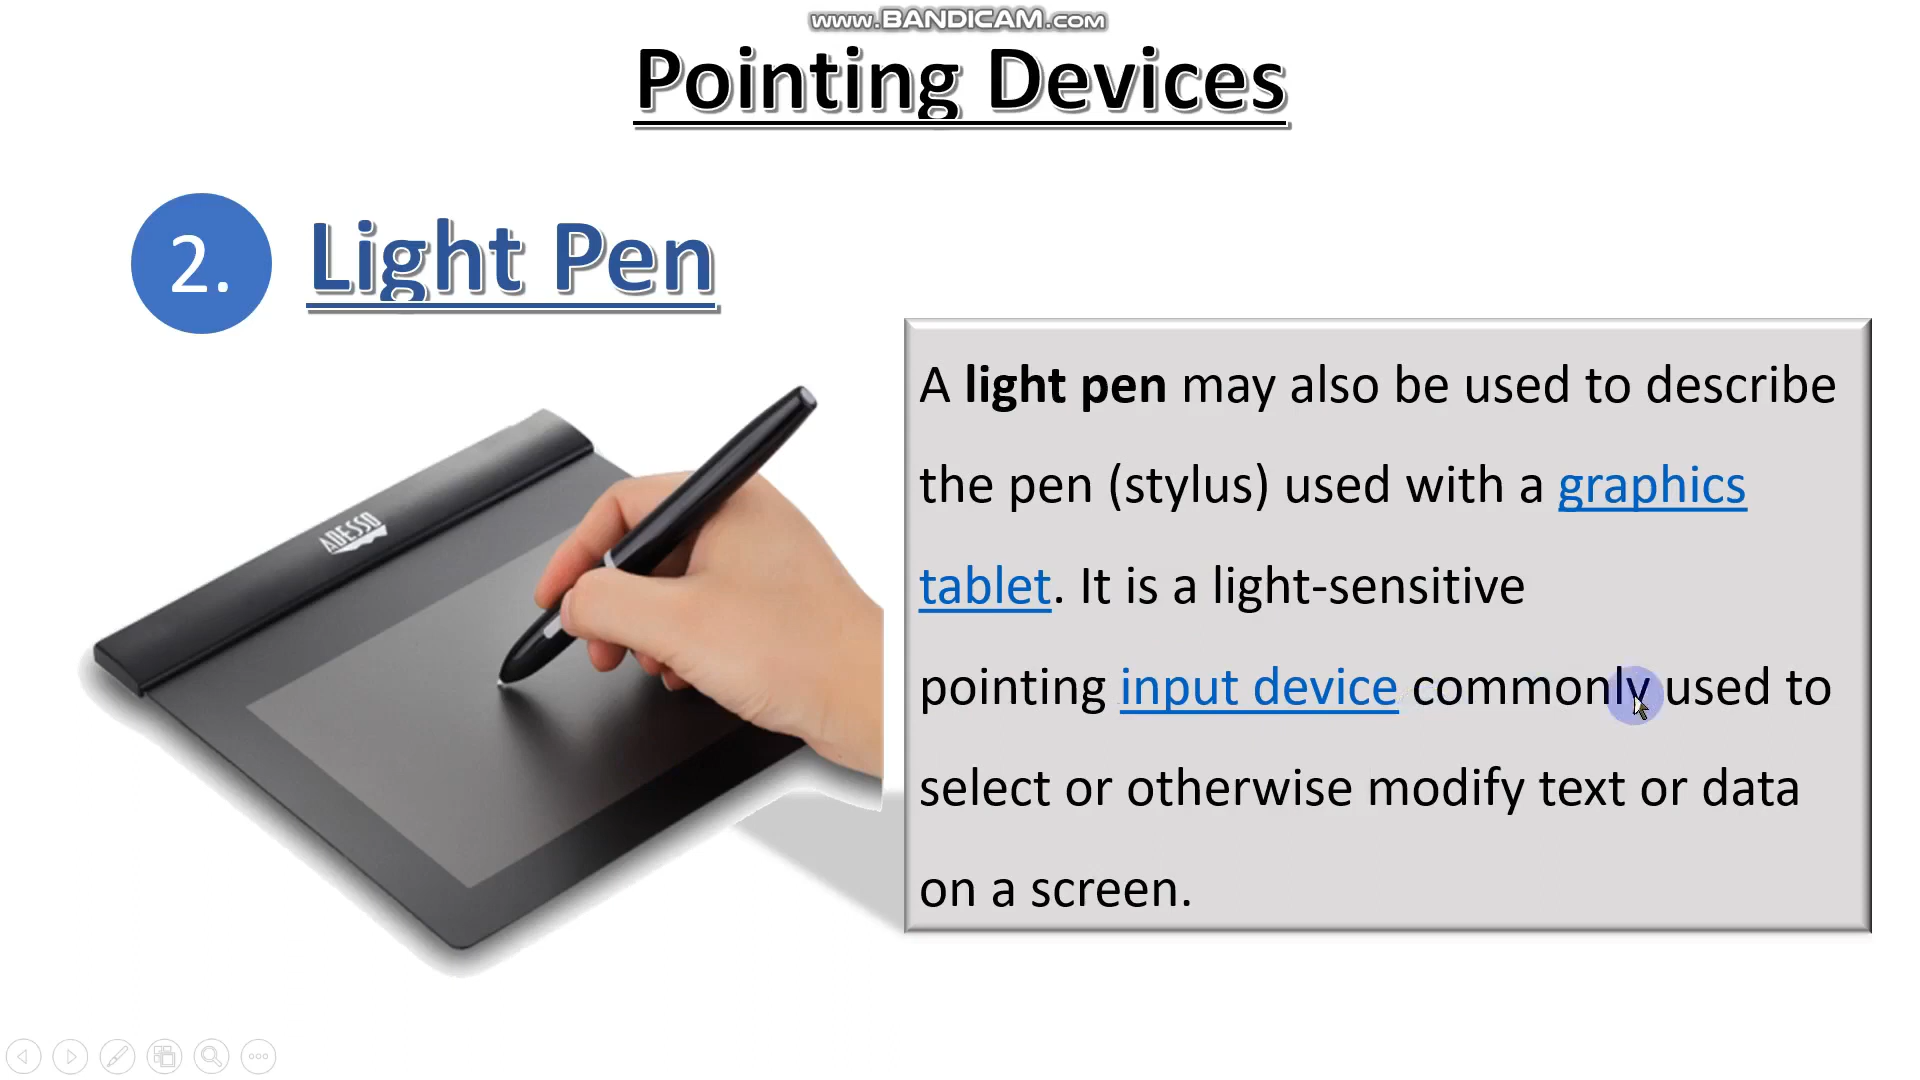 www.BANDICAM.com
Pointing Devices
2. Light Pen
ADESSO
A light pen may also be used to describe
the pen (stylus) used with a graphics
tablet. It is a light-sensitive
pointing input device commonly used to
select or otherwise modify text or data
on a screen.